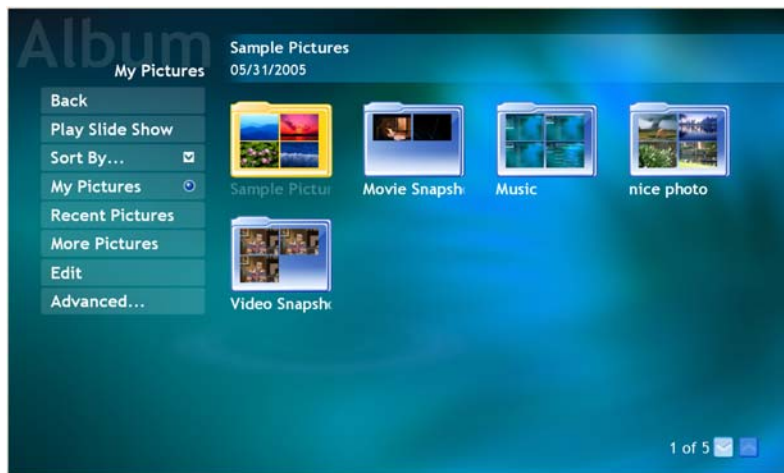 Album
My Pictures
Sample Pictures
05/31/2005
Back
Play Slide Show
Sort By...
My Pictures
Recent Pictures
More Pictures
Edit
Advanced...
Sample Pictur
Movie Snapsh
Music
nice photo
Video Snapsh
1 of 5